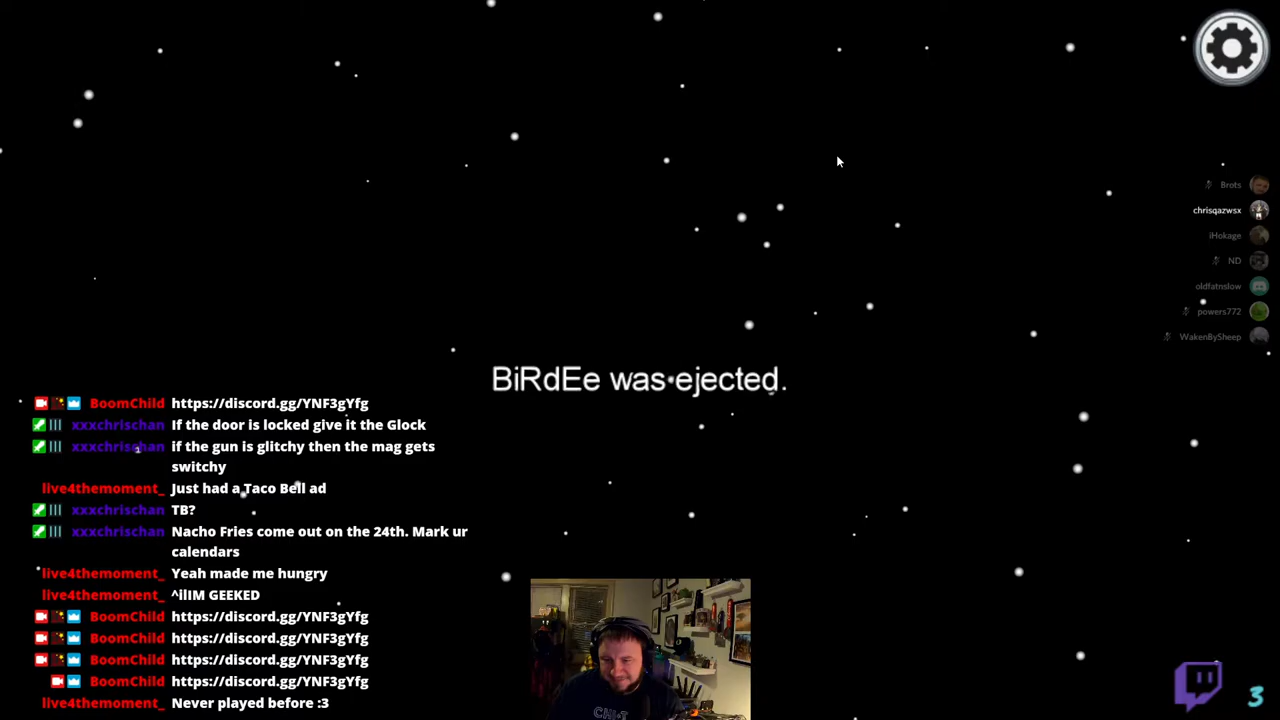 Brots
chrisqazwsx
iHokage
ND
oldfatnslow
powers772
WakenBySheep
BiRdEe was ejected.
BoomChild https://discord.gg/YNF3gYfg
xxxchrischan If the door is locked give it the Glock
xxxchrischan if the gun is glitchy then the mag gets
switchy
live4themoment_ Just had a Taco Bell ad
xxxchrischan TB?
xxxchrischan Nacho Fries come out on the 24th. Mark ur
calendars
live4themoment_ Yeah made me hungry
live4themoment_ ^ilIM GEEKED
BoomChild https://discord.gg/YNF3gYfg
BoomChild https://discord.gg/YNF3gYfg
BoomChild https://discord.gg/YNF3gYfg
BoomChild https://discord.gg/YNF3gYfg
live4themoment_ Never played before :3
CHI-T
3